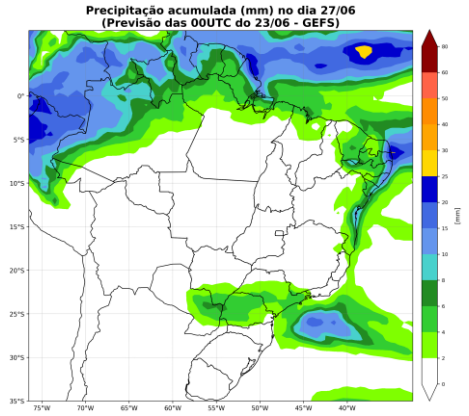 Precipitação acumulada (mm) no dia 27/06
(Previsão das 00UTC do 23/06 - GEFS)
0°
5°S
10°S
15°S
20°S
25°S
30°S
35°S
75°W
70°W
65°W
60°W
55°W
50°W
45°W
40°W
80
60
50
40
30
25
20
15
10
8
6
4
2
0
[mm]